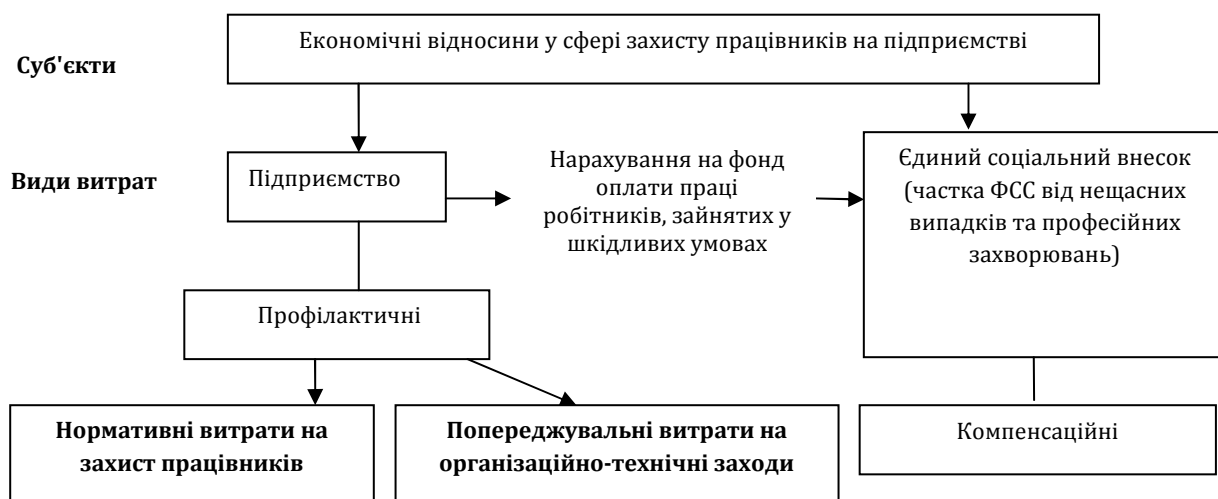 Економічні відносини у сфері захисту працівників на підприємстві
Суб'єкти
Види витрат
Підприємство
Нарахування на фонд
оплати праці
робітників, зайнятих у
шкідливих умовах
Єдиний соціальний внесок
(частка ФСС від нещасних
випадків та професійних
захворювань)
Профілактичні
Нормативні витрати на
захист працівників
Попереджувальні витрати на
організаційно-технічні заходи
Компенсаційні